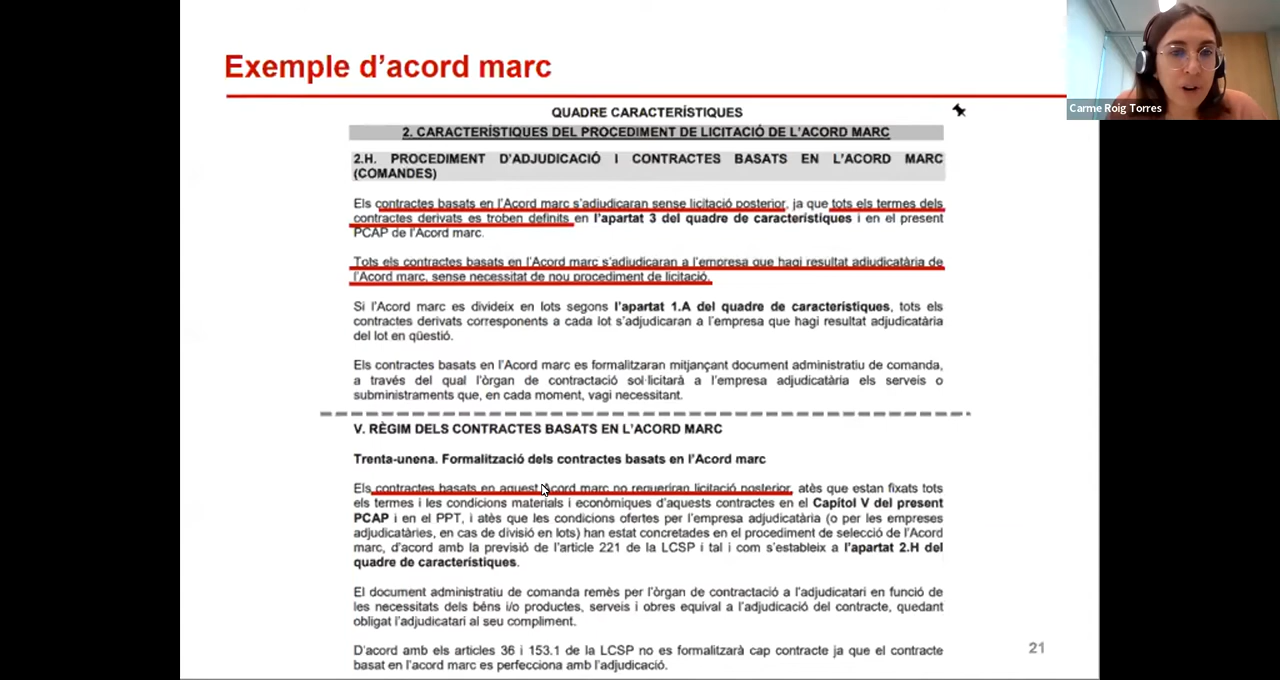 Exemple d'acord marc
Carme Roig Torres
QUADRE CARACTERÍSTIQUES
2. CARACTERÍSTIQUES DEL PROCEDIMENT DE LICITACIÓ DE L'ACORD MARC
2.H. PROCEDIMENT D'ADJUDICACIÓ I CONTRACTES BASATS EN L'ACORD MARC
(COMANDES)
Els contractes basats en l'Acord marc s'adjudicaran sense licitació posterior, ja que tots els termes dels
contractes derivats es troben definits en l'apartat 3 del quadre de característiques i en el present
PCAP de l'Acord marc.
Tots els contractes basats en l'Acord marc s'adjudicaran a l'empresa que hagi resultat adjudicatària de
l'Acord marc, sense necessitat de nou procediment de licitació.
Si l'Acord marc es divideix en lots segons l'apartat 1.A del quadre de característiques, tots els
contractes derivats corresponents a cada lot s'adjudicaran a l'empresa que hagi resultat adjudicatària
del lot en qüestió.
Els contractes basats en l'Acord marc es formalitzaran mitjançant document administratiu de comanda,
a través del qual l'òrgan de contractació sol·licitarà a l'empresa adjudicatària els serveis o
subministraments que, en cada moment, vagi necessitant.
V. RÈGIM DELS CONTRACTES BASATS EN L'ACORD MARC
Trenta-unena. Formalització dels contractes basats en l'Acord marc
Els contractes basats en aquest Acord marc no requeriran licitació posterior, atès que estan fixats tots
els termes i les condicions materials i econòmiques d'aquests contractes en el Capítol V del present
PCAP i en el PPT, i atès que les condicions ofertes per l'empresa adjudicatària (o per les empreses
adjudicatàries, en cas de divisió en lots) han estat concretades en el procediment de selecció de l'Acord
marc, d'acord amb la previsió de l'article 221 de la LCSP i tal i com s'estableix a l'apartat 2.H del
quadre de característiques.
El document administratiu de comanda remès per l'òrgan de contractació a l'adjudicatari en funció de
les necessitats dels béns i/o productes, serveis i obres equival a l'adjudicació del contracte, quedant
obligat l'adjudicatari al seu compliment.
D'acord amb els articles 36 i 153.1 de la LCSP no es formalitzarà cap contracte ja que el contracte
basat en l'acord marc es perfecciona amb l'adjudicació.
21